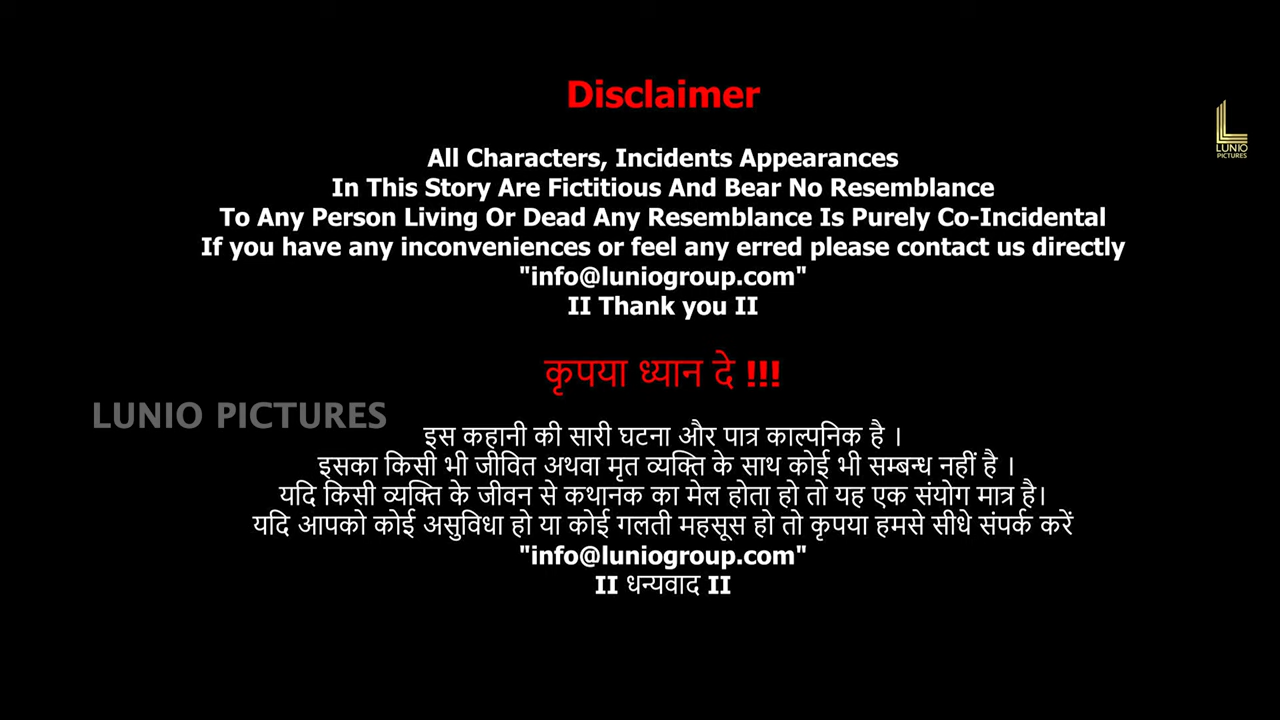 Disclaimer
LUNIO
PICTURES
All Characters, Incidents Appearances
In This Story Are Fictitious And Bear No Resemblance
To Any Person Living Or Dead Any Resemblance Is Purely Co-Incidental
If you have any inconveniences or feel any erred please contact us directly
"info@luniogroup.com"
II Thank you II
कृपया ध्यान दे !!!
LUNIO PICTURES
इस कहानी की सारी घटना और पात्र काल्पनिक है ।
इसका किसी भी जीवित अथवा मृत व्यक्ति के साथ कोई भी सम्बन्ध नहीं है ।
यदि किसी व्यक्ति के जीवन से कथानक का मेल होता हो तो यह एक संयोग मात्र है।
यदि आपको कोई असुविधा हो या कोई गलती महसूस हो तो कृपया हमसे सीधे संपर्क करें
"info@luniogroup.com"
II धन्यवाद II